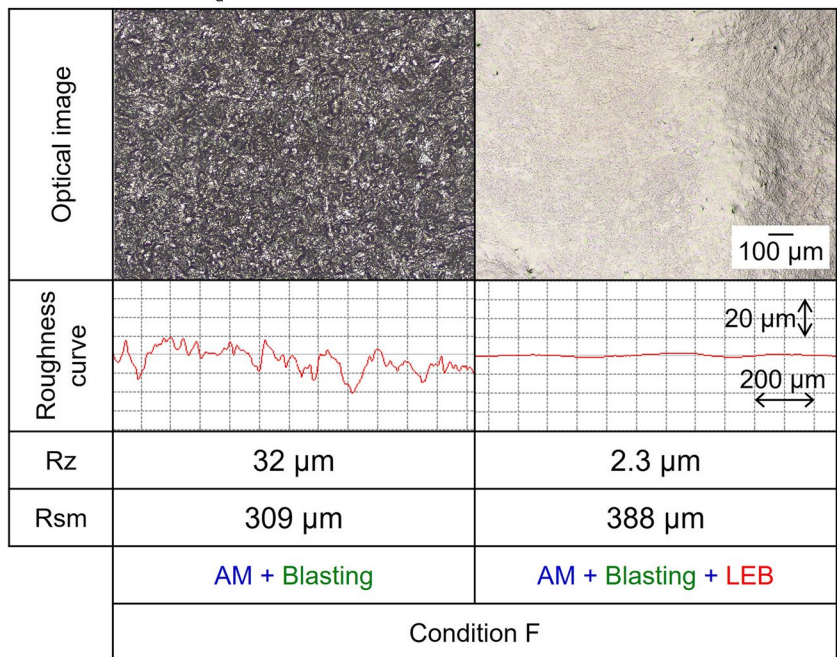 Optical image
100 µm
Roughness
curve
20 µm
200 µm
Rz
32 µm
2.3 µm
Rsm
309 µm
388 µm
AM + Blasting
AM + Blasting + LEB
Condition F